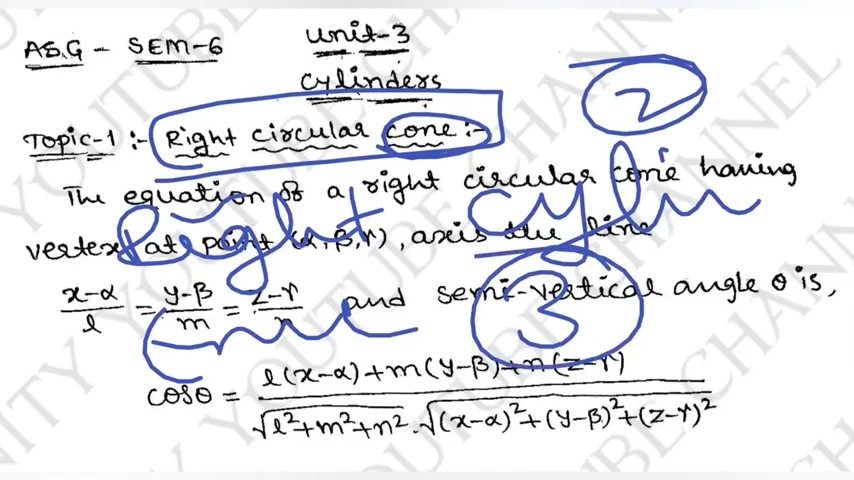 A.S.G - SEM-6
Unit-3
Cylinders
Topic-1 :- Right circular cone :-
2
The equation of a right circular cone having
vertex at point (α, β, γ), axis the line
Right cylin
x-α/l = y-β/m = z-γ/n and semi-vertical angle θ is,
3
cosθ = l(x-α)+m(y-β)+n(z-γ) / √l²+m²+n² . √(x-α)²+(y-β)²+(z-γ)²
YOUTUBE CHANNEL